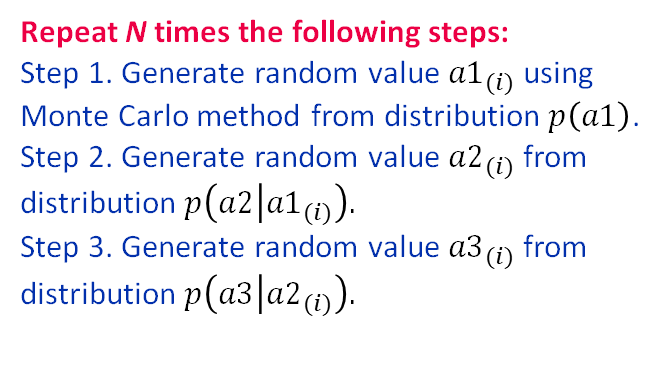 Repeat N times the following steps:
Step 1. Generate random value a1(i) using
Monte Carlo method from distribution p(a1).
Step 2. Generate random value a2(i) from
distribution p(a2|a1(i)).
Step 3. Generate random value a3(i) from
distribution p(a3|a2(i)).